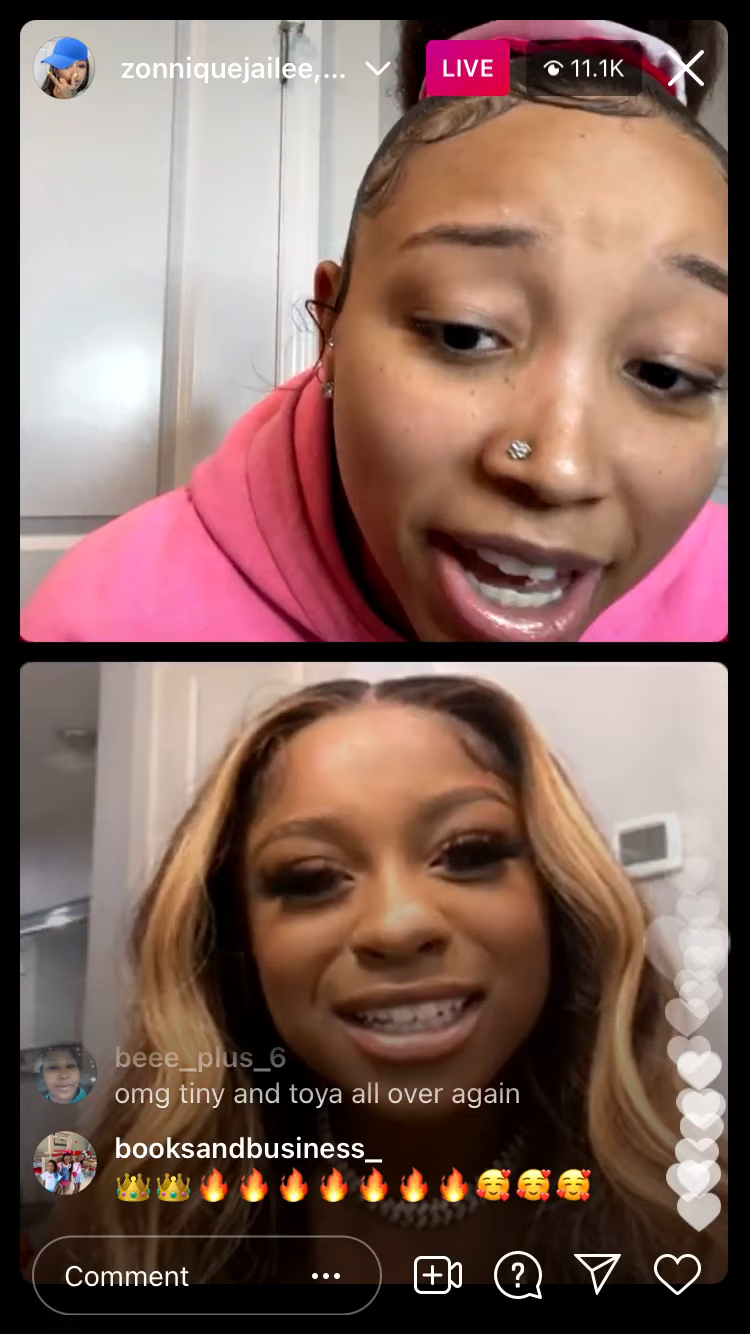 zonniquejailee,...
LIVE
11.1K
beee_plus_6
omg tiny and toya all over again
booksandbusiness_
👑👑🔥🔥🔥🔥🔥🔥🔥🥰🥰🥰
Comment